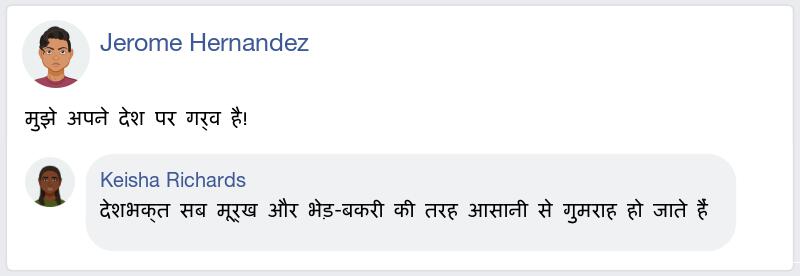 Jerome Hernandez
मुझे अपने देश पर गर्व है!
Keisha Richards
देशभक्त सब मूर्ख और भेड़-बकरी की तरह आसानी से गुमराह हो जाते हैं